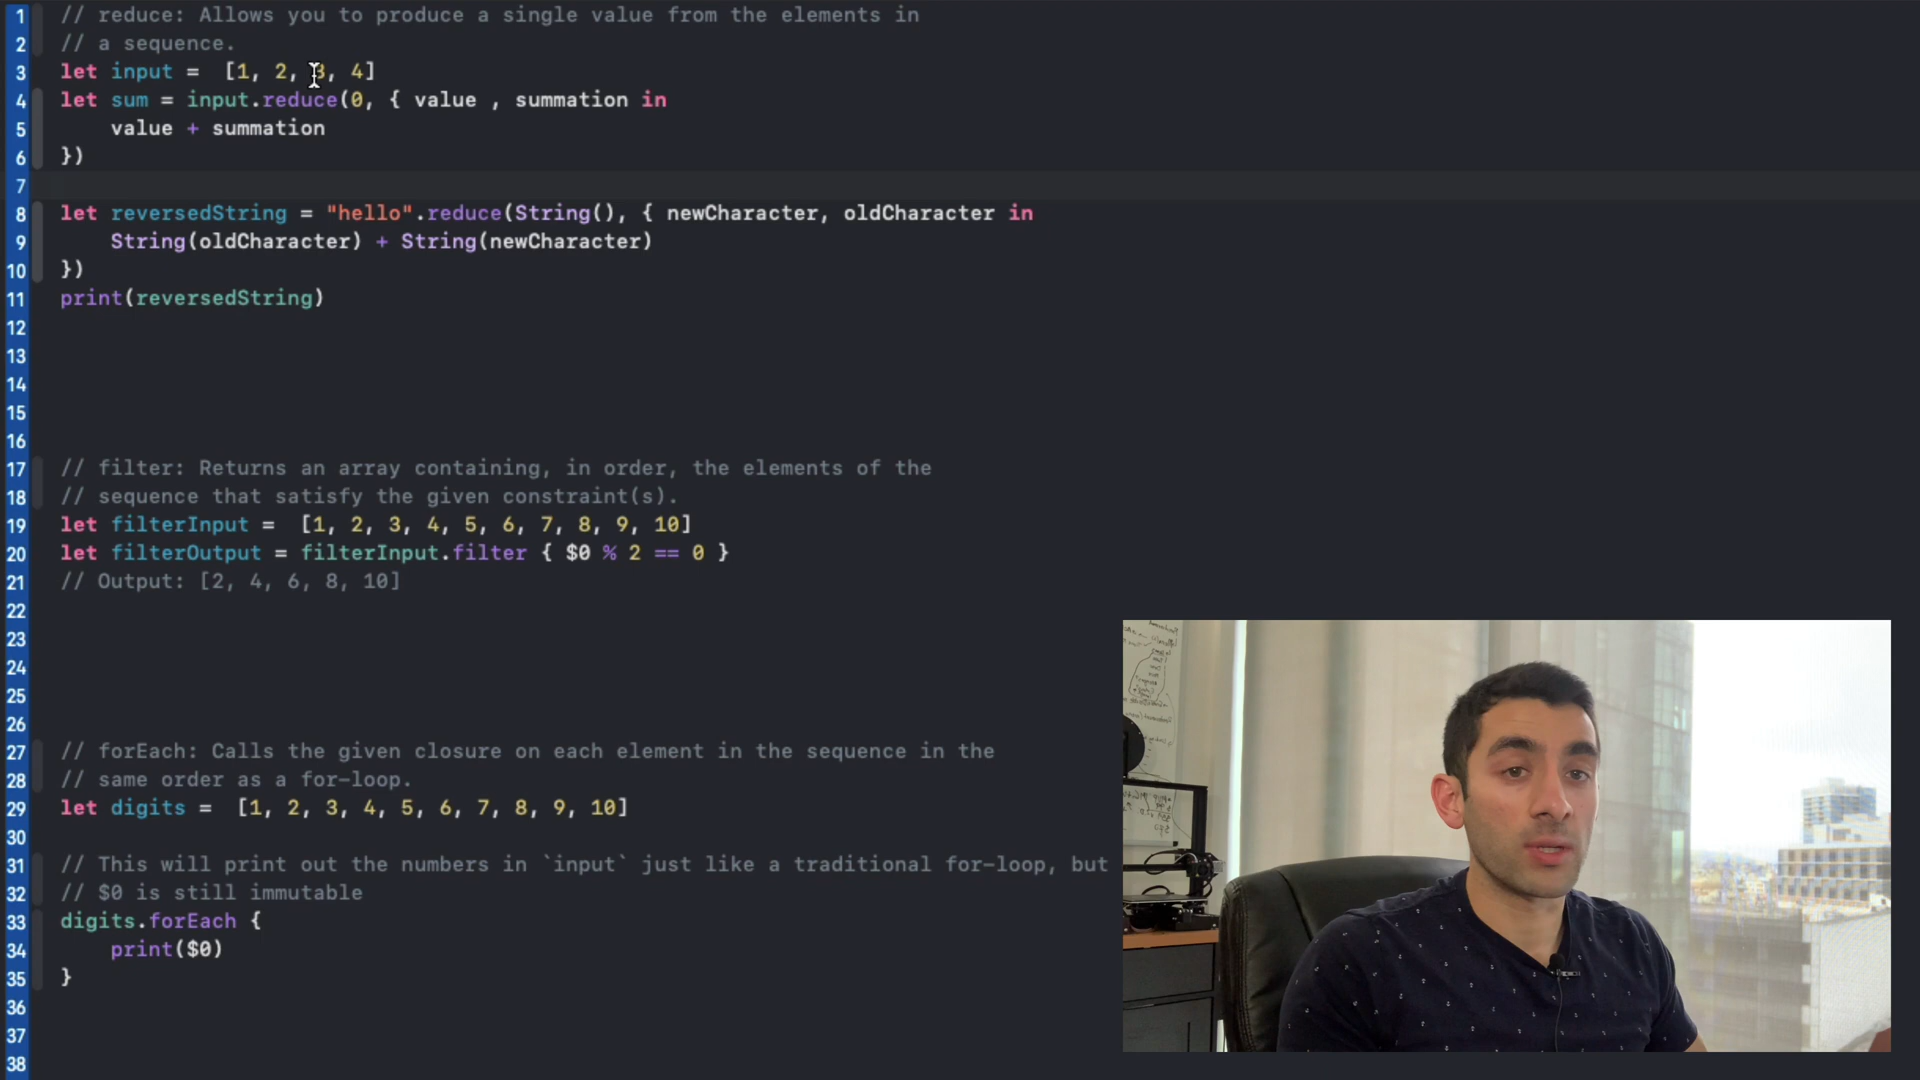 1 // reduce: Allows you to produce a single value from the elements in
2 // a sequence.
3 let input =  [1, 2, 3, 4]
4 let sum = input.reduce(0, { value , summation in
5     value + summation
6 })
7
8 let reversedString = "hello".reduce(String(), { newCharacter, oldCharacter in
9     String(oldCharacter) + String(newCharacter)
10 })
11 print(reversedString)
12
13
14
15
16
17 // filter: Returns an array containing, in order, the elements of the
18 // sequence that satisfy the given constraint(s).
19 let filterInput =  [1, 2, 3, 4, 5, 6, 7, 8, 9, 10]
20 let filterOutput = filterInput.filter { $0 % 2 == 0 }
21 // Output: [2, 4, 6, 8, 10]
22
23
24
25
26
27 // forEach: Calls the given closure on each element in the sequence in the
28 // same order as a for-loop.
29 let digits =  [1, 2, 3, 4, 5, 6, 7, 8, 9, 10]
30
31 // This will print out the numbers in `input` just like a traditional for-loop, but
32 // $0 is still immutable
33 digits.forEach {
34     print($0)
35 }
36
37
38